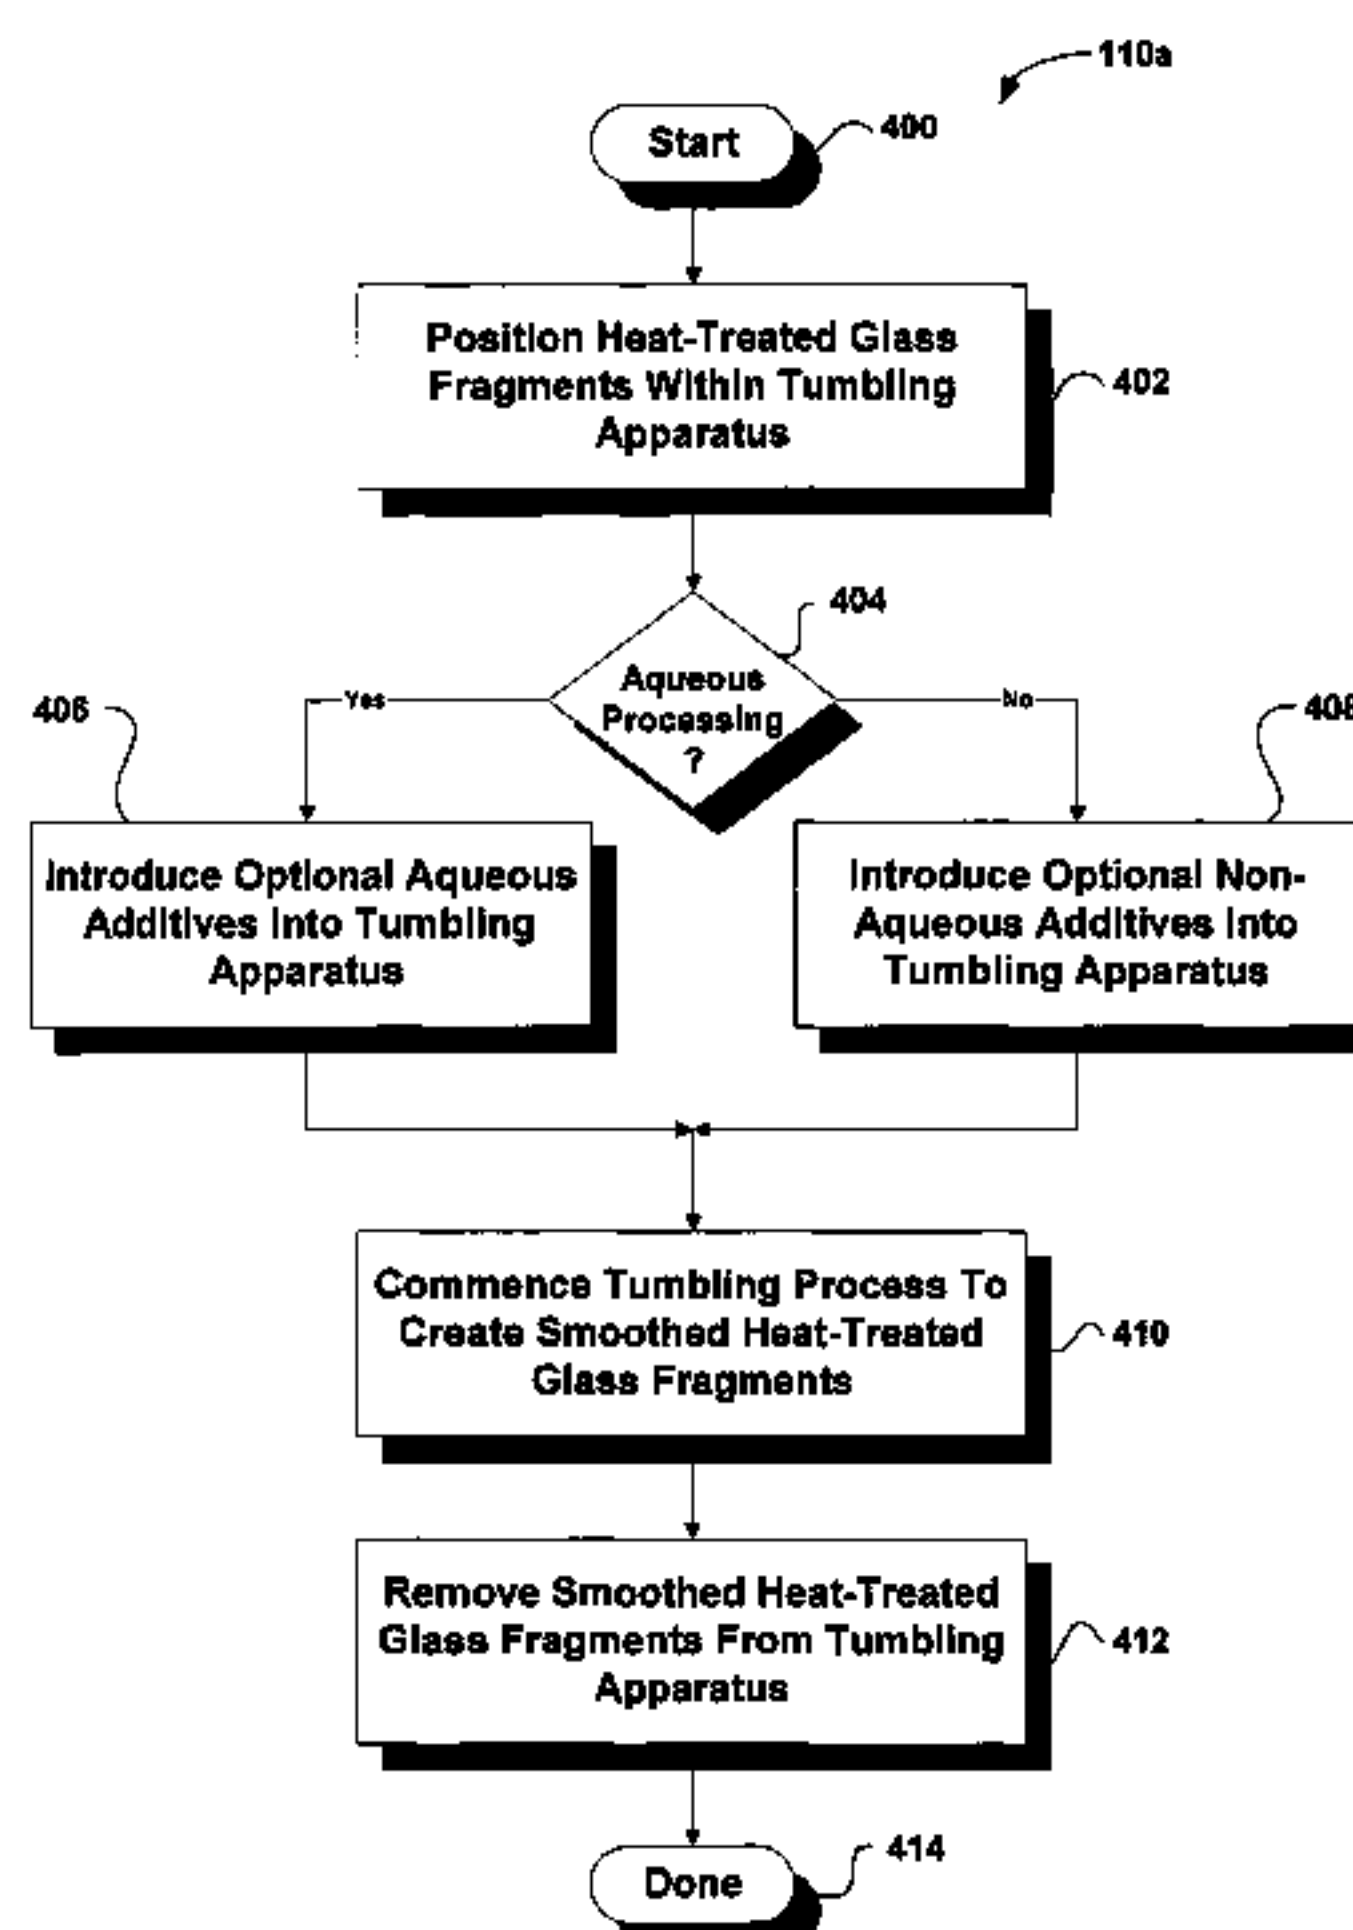 110a
Start
400
Position Heat-Treated Glass
Fragments Within Tumbling
Apparatus
402
404
Aqueous
Processing
?
Yes
No
406
408
Introduce Optional Aqueous
Additives Into Tumbling
Apparatus
Introduce Optional Non-
Aqueous Additives Into
Tumbling Apparatus
Commence Tumbling Process To
Create Smoothed Heat-Treated
Glass Fragments
410
Remove Smoothed Heat-Treated
Glass Fragments From Tumbling
Apparatus
412
Done
414